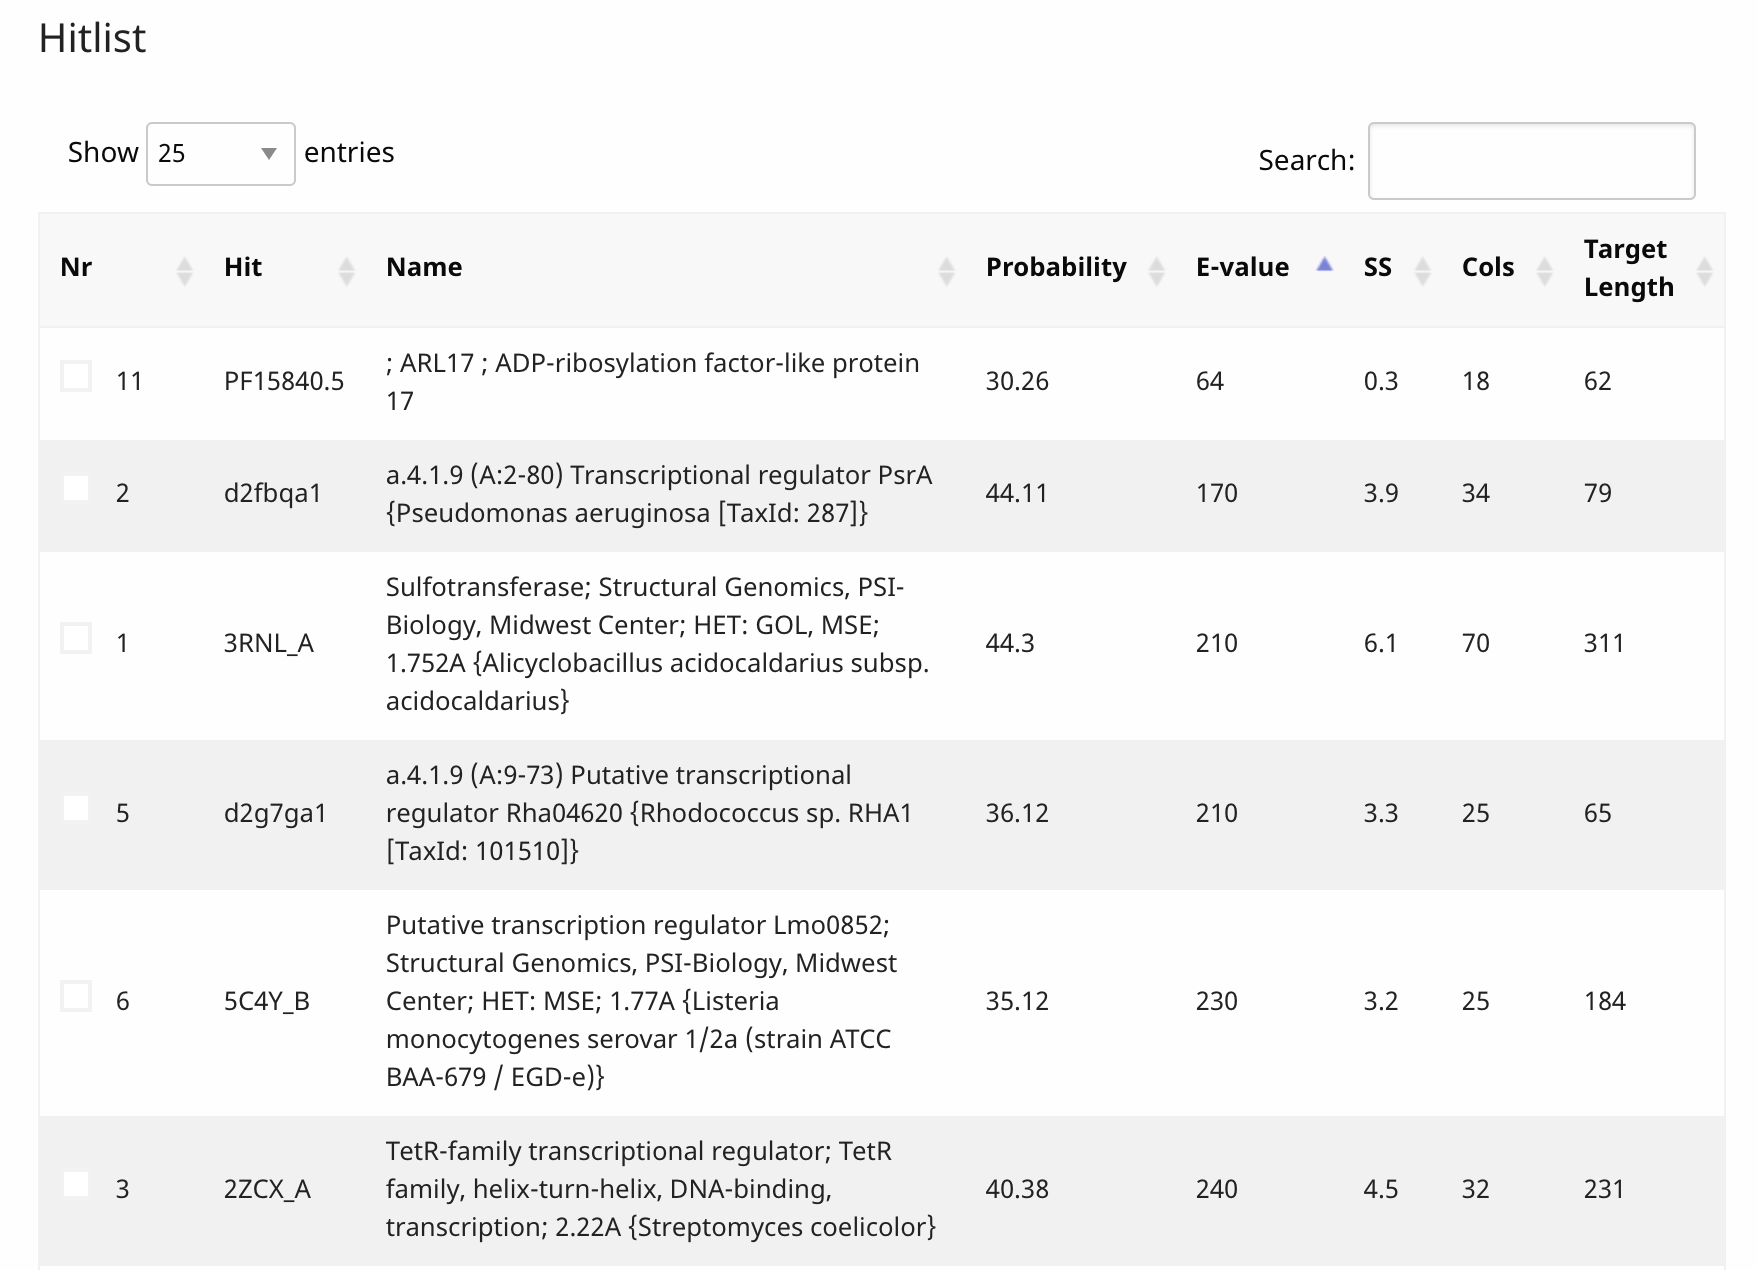 Hitlist
Show 25 entries
Search:
Nr Hit Name Probability E-value SS Cols Target Length
11 PF15840.5 ; ARL17 ; ADP-ribosylation factor-like protein
17 30.26 64 0.3 18 62
2 d2fbqa1 a.4.1.9 (A:2-80) Transcriptional regulator PsrA
{Pseudomonas aeruginosa [TaxId: 287]} 44.11 170 3.9 34 79
1 3RNL_A Sulfotransferase; Structural Genomics, PSI-
Biology, Midwest Center; HET: GOL, MSE;
1.752A {Alicyclobacillus acidocaldarius subsp.
acidocaldarius} 44.3 210 6.1 70 311
5 d2g7ga1 a.4.1.9 (A:9-73) Putative transcriptional
regulator Rha04620 {Rhodococcus sp. RHA1
[TaxId: 101510]} 36.12 210 3.3 25 65
6 5C4Y_B Putative transcription regulator Lmo0852;
Structural Genomics, PSI-Biology, Midwest
Center; HET: MSE; 1.77A {Listeria
monocytogenes serovar 1/2a (strain ATCC
BAA-679 / EGD-e)} 35.12 230 3.2 25 184
3 2ZCX_A TetR-family transcriptional regulator; TetR
family, helix-turn-helix, DNA-binding,
transcription; 2.22A {Streptomyces coelicolor} 40.38 240 4.5 32 231